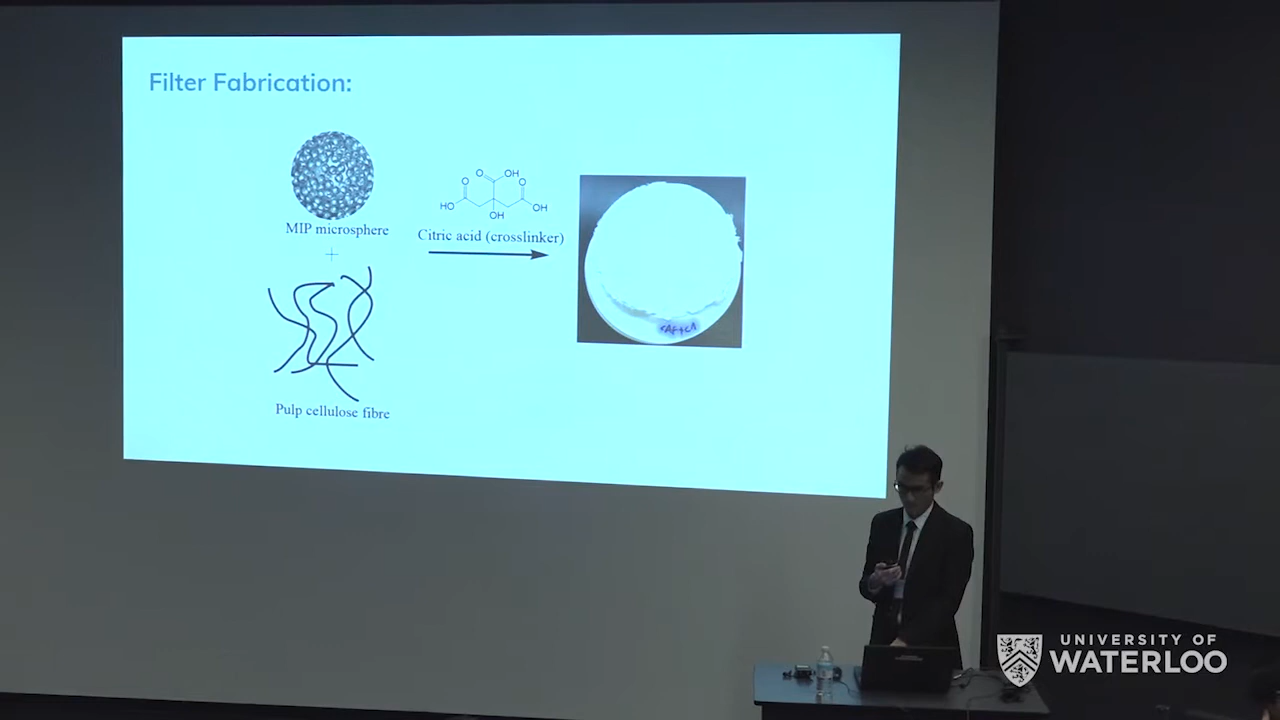 Filter Fabrication:
O
OH
O
O
HO
OH
OH
MIP microsphere
Citric acid (crosslinker)
+
Pulp cellulose fibre
UNIVERSITY OF
WATERLOO